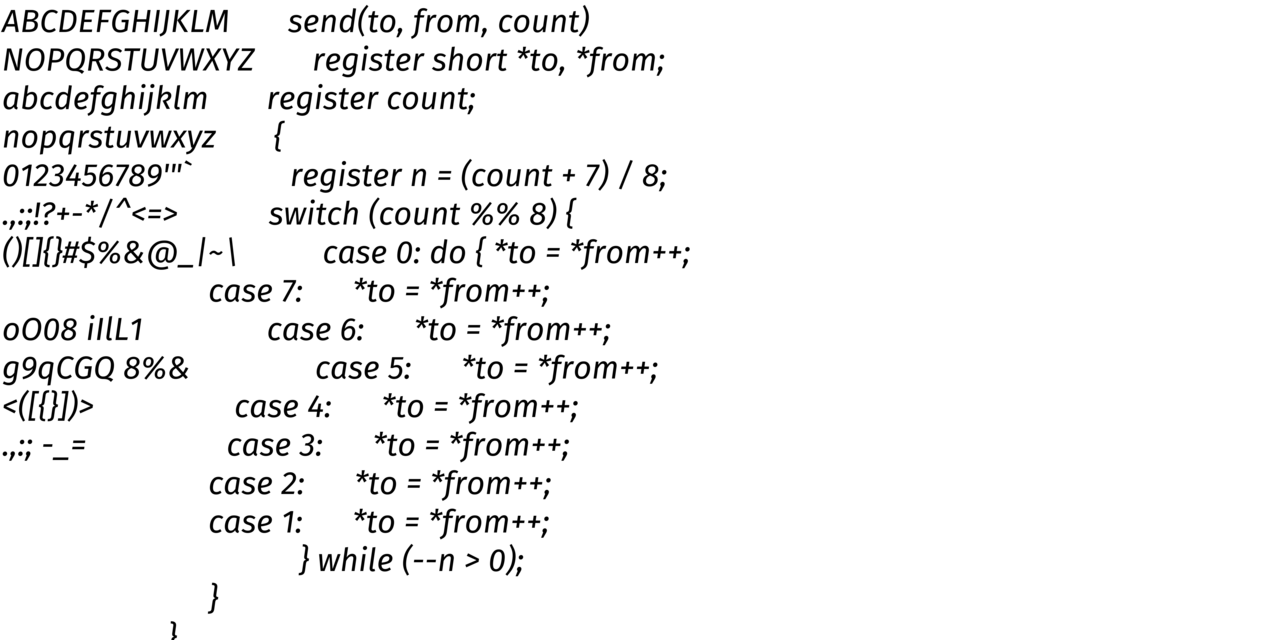 ABCDEFGHIJKLM send(to, from, count)
NOPQRSTUVWXYZ register short *to, *from;
abcdefghijklm register count;
nopqrstuvwxyz {
0123456789'"` register n = (count + 7) / 8;
.,:;!?+-*/^<=> switch (count %% 8) {
()[]{}#$%&@_|~\ case 0: do { *to = *from++;
case 7: *to = *from++;
oO08 iIlL1 case 6: *to = *from++;
g9qCGQ 8%& case 5: *to = *from++;
<([{}])> case 4: *to = *from++;
.,:; -_= case 3: *to = *from++;
case 2: *to = *from++;
case 1: *to = *from++;
} while (--n > 0);
}
}